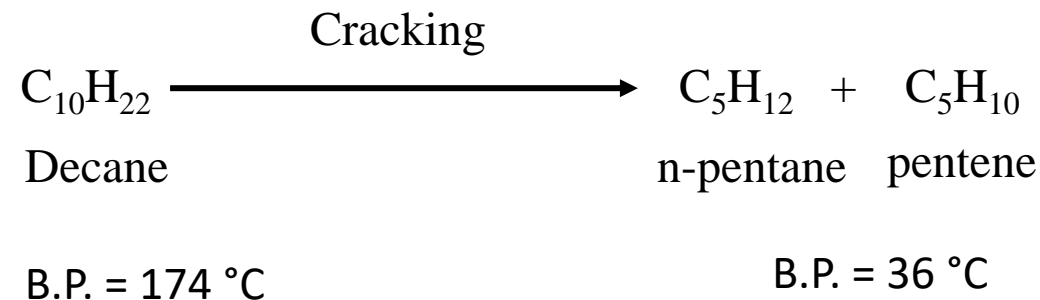 Cracking
C₁₀H₂₂ C₅H₁₂ + C₅H₁₀
Decane n-pentane pentene
B.P. = 174 °C B.P. = 36 °C